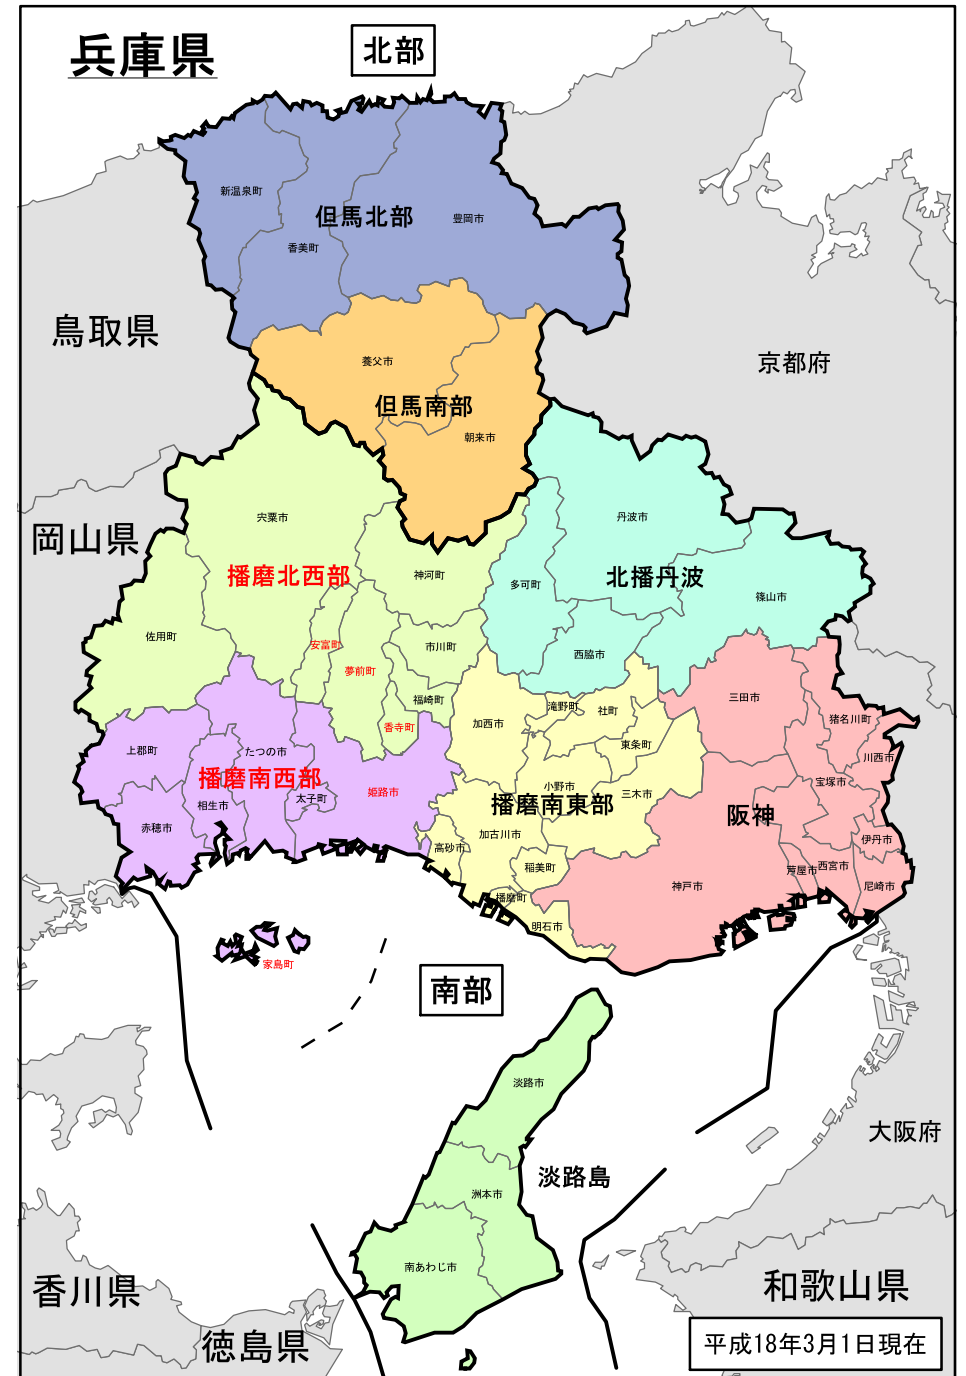 兵庫県
北部
新温泉町
但馬北部
豊岡市
香美町
鳥取県
養父市
京都府
但馬南部
朝来市
宍粟市
丹波市
岡山県
播磨北西部
神河町
多可町
北播丹波
篠山市
佐用町
安富町
市川町
西脇市
夢前町
三田市
福崎町
滝野町
社町
猪名川町
加西市
香寺町
上郡町
たつの市
東条町
川西市
播磨南西部
姫路市
小野市
三木市
宝塚市
太子町
相生市
播磨南東部
阪神
赤穂市
加古川市
高砂市
伊丹市
稲美町
芦屋市
西宮市
神戸市
尼崎市
播磨町
明石市
家島町
南部
淡路市
大阪府
淡路島
洲本市
南あわじ市
香川県
和歌山県
徳島県
平成18年3月1日現在